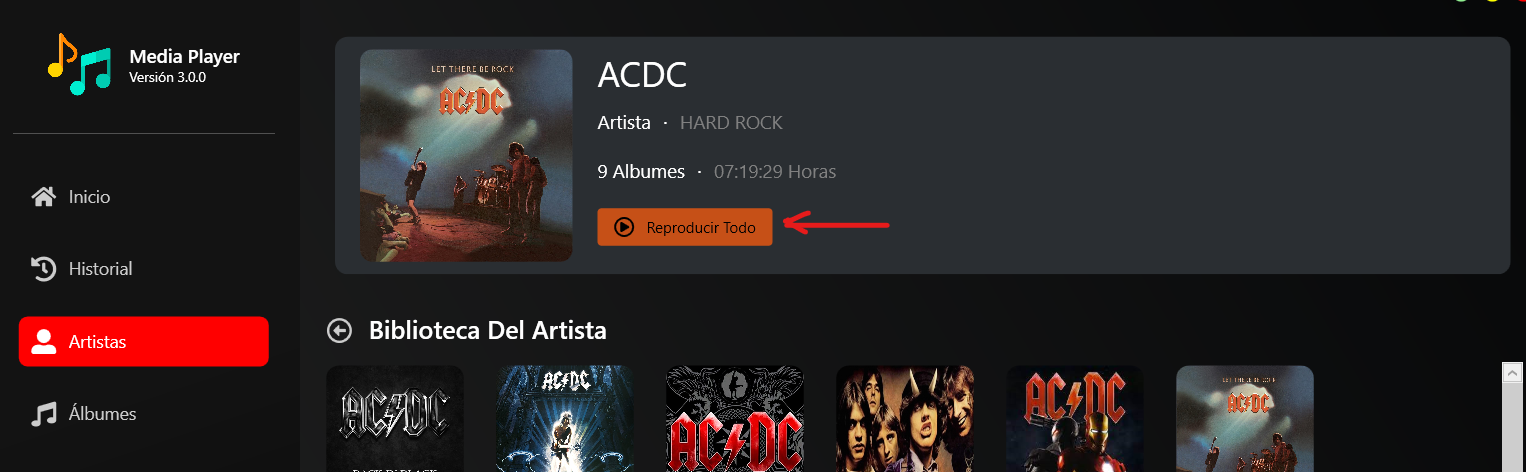 Media Player
Versión 3.0.0
Inicio
Historial
Artistas
Álbumes
LET THERE BE ROCK
AC DC
ACDC
Artista · HARD ROCK
9 Albumes · 07:19:29 Horas
Reproducir Todo
Biblioteca Del Artista
AC DC
BACK IN BLACK
AC DC
AC DC
AC DC
LET THERE BE ROCK
AC DC